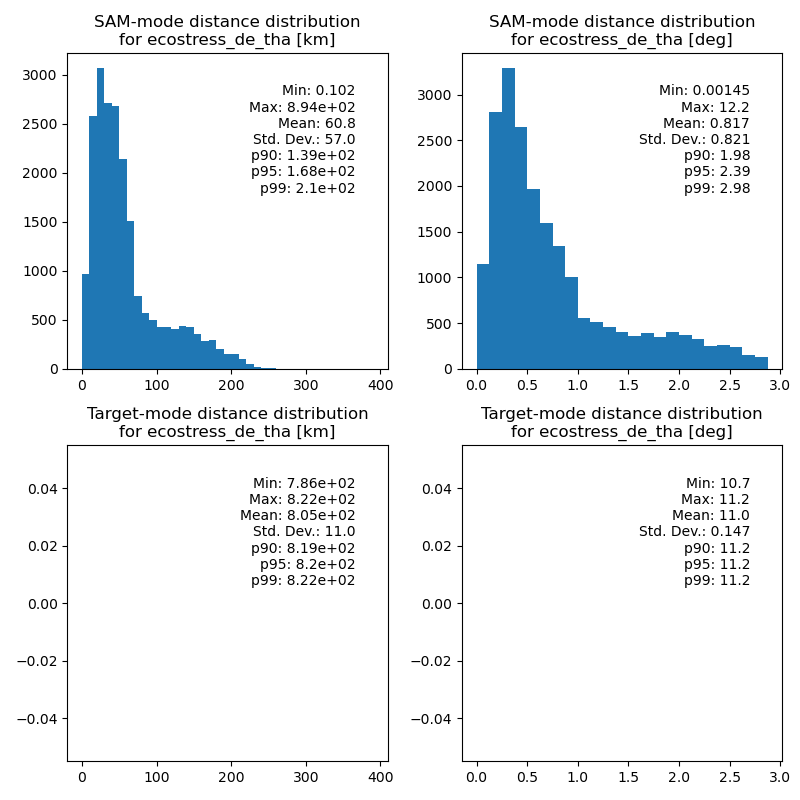 SAM-mode distance distribution
for ecostress_de_tha [km]
3000
2500
2000
1500
1000
500
0
Min: 0.102
Max: 8.94e+02
Mean: 60.8
Std. Dev.: 57.0
p90: 1.39e+02
p95: 1.68e+02
p99: 2.1e+02
0
100
200
300
400
SAM-mode distance distribution
for ecostress_de_tha [deg]
3000
2500
2000
1500
1000
500
0
Min: 0.00145
Max: 12.2
Mean: 0.817
Std. Dev.: 0.821
p90: 1.98
p95: 2.39
p99: 2.98
0.0
0.5
1.0
1.5
2.0
2.5
3.0
Target-mode distance distribution
for ecostress_de_tha [km]
0.04
0.02
0.00
−0.02
−0.04
Min: 7.86e+02
Max: 8.22e+02
Mean: 8.05e+02
Std. Dev.: 11.0
p90: 8.19e+02
p95: 8.2e+02
p99: 8.22e+02
0
100
200
300
400
Target-mode distance distribution
for ecostress_de_tha [deg]
0.04
0.02
0.00
−0.02
−0.04
Min: 10.7
Max: 11.2
Mean: 11.0
Std. Dev.: 0.147
p90: 11.2
p95: 11.2
p99: 11.2
0.0
0.5
1.0
1.5
2.0
2.5
3.0